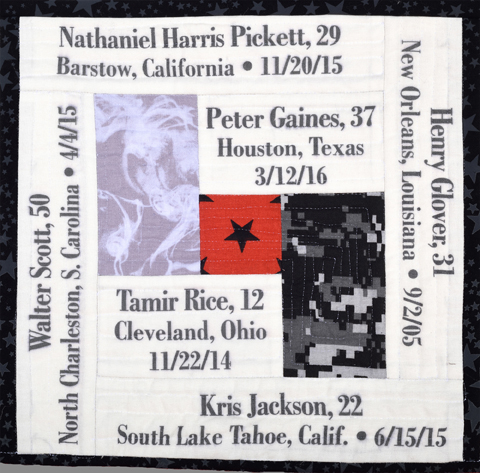 Nathaniel Harris Pickett, 29
Barstow, California • 11/20/15
Peter Gaines, 37
Houston, Texas
3/12/16
Henry Glover, 31
New Orleans, Louisiana • 9/2/05
Walter Scott, 50
North Charleston, S. Carolina • 4/4/15
Tamir Rice, 12
Cleveland, Ohio
11/22/14
Kris Jackson, 22
South Lake Tahoe, Calif. • 6/15/15